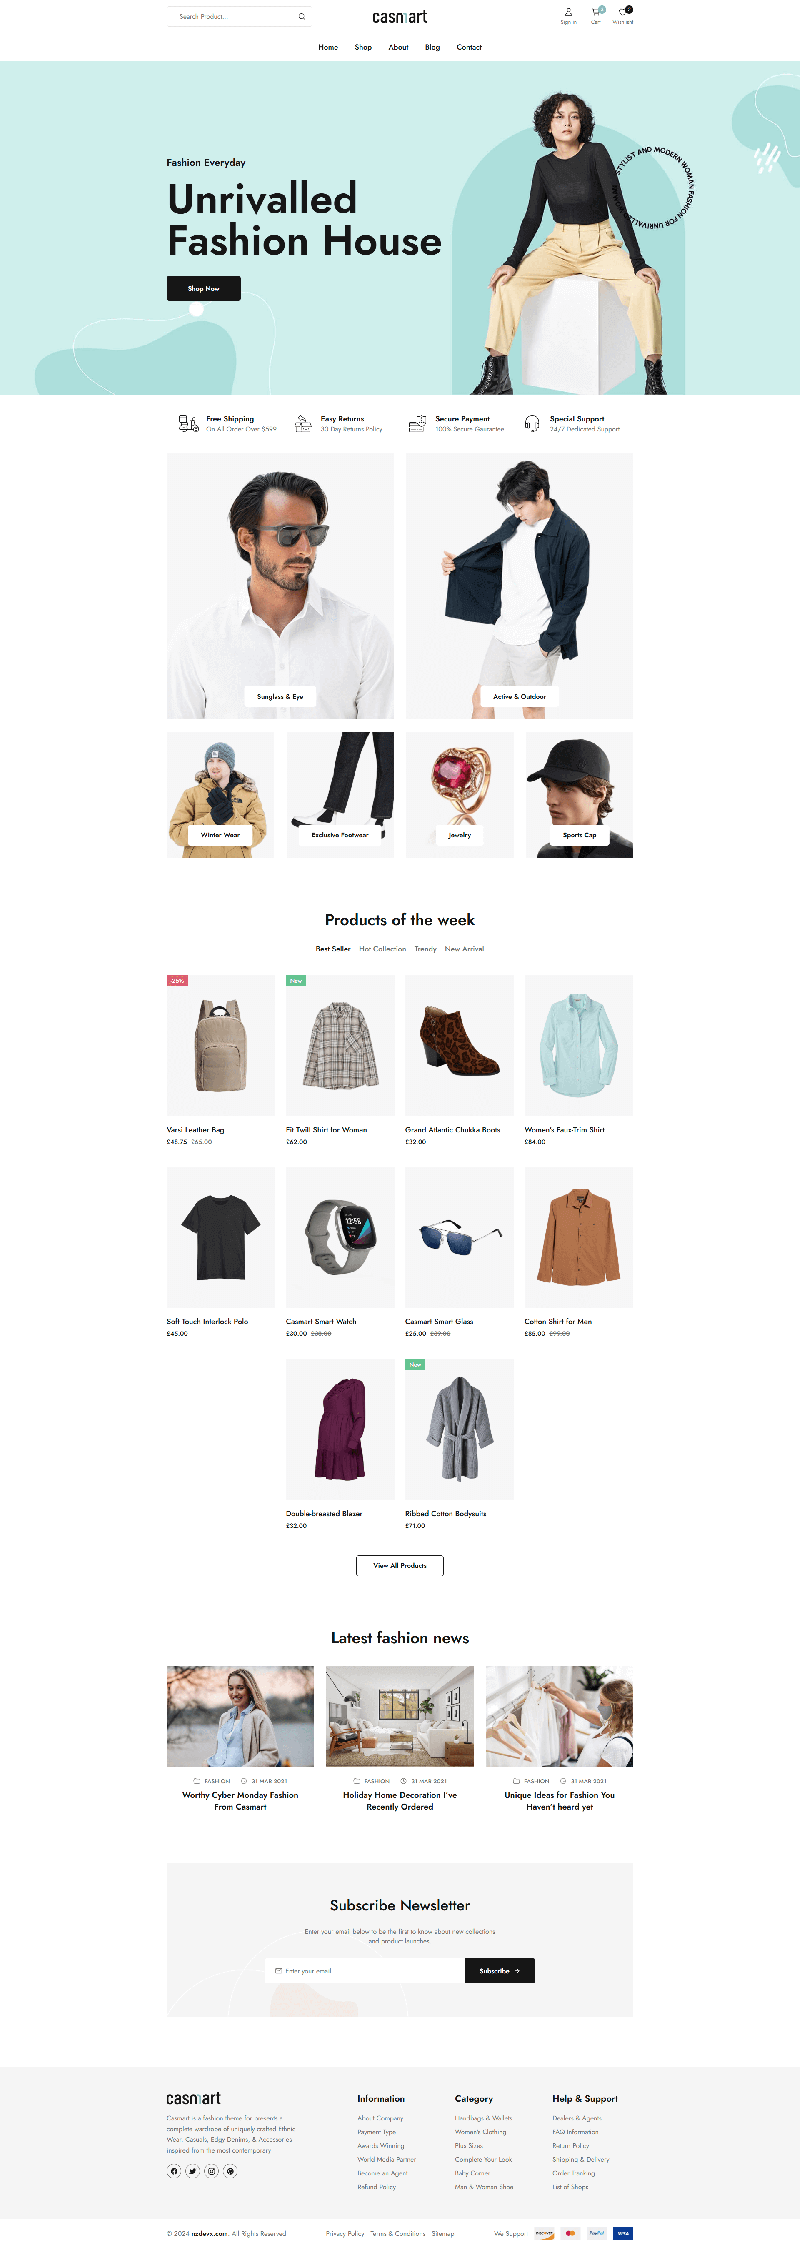 Search Product...
casmart
Sign In
Cart
Wishlist
Home
Shop
About
Blog
Contact
Fashion Everyday
Unrivalled
Fashion House
Shop Now
STYLIST AND MODERN WOMAN FASHION FOR UNRIVALLED
Free Shipping
On All Order Over $599
Easy Returns
30 Day Returns Policy
Secure Payment
100% Secure Gaurantee
Special Support
24/7 Dedicated Support
Sunglass & Eye
Active & Outdoor
Winter Wear
Exclusive Footwear
Jewelry
Sports Cap
Products of the week
Best Seller
Hot Collection
Trendy
New Arrival
New
Varsi Leather Bag
£48.75 £65.00
Fit Twill Shirt for Woman
£62.00
Grand Atlantic Chukka Boots
£32.00
Women's Faux-Trim Shirt
£84.00
Soft Touch Interlock Polo
£45.00
Casmart Smart Watch
£30.00 £38.00
Casmart Smart Glass
£25.00 £39.00
Cotton Shirt for Men
£85.00 £99.00
New
Double-breasted Blazer
£32.00
Ribbed Cotton Bodysuits
£71.00
View All Products
Latest fashion news
FASHION
31 MAR 2021
Worthy Cyber Monday Fashion
From Casmart
FASHION
31 MAR 2021
Holiday Home Decoration I've
Recently Ordered
FASHION
31 MAR 2021
Unique Ideas for Fashion You
Haven't heard yet
Subscribe Newsletter
Enter your email below to be the first to know about new collections
and product launches.
Enter your email
Subscribe
casmart
Casmart is a fashion theme for presents a
complete wardrobe of uniquely crafted Ethnic
Wear, Casuals, Edgy Denims, & Accessories
inspired from the most contemporary
Information
About Company
Payment Type
Awards Winning
World Media Partner
Become an Agent
Refund Policy
Category
Handbags & Wallets
Women's Clothing
Plus Sizes
Complete Your Look
Baby Corner
Man & Woman Shoe
Help & Support
Dealers & Agents
FAQ Information
Return Policy
Shipping & Delivery
Order Tracking
List of Shops
© 2024 nzdevx.com. All Rights Reserved
Privacy Policy
Terms & Conditions
Sitemap
We Suppo
DISCOVER
PayPal
VISA